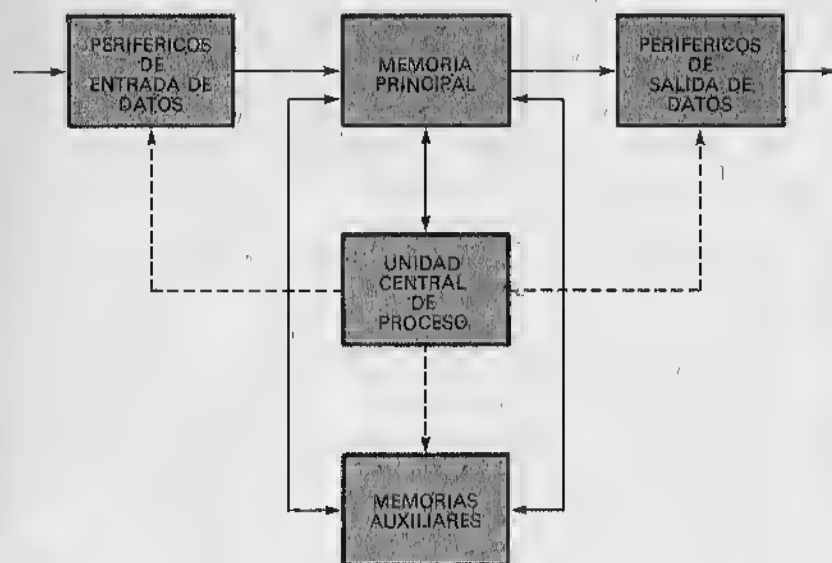 PERIFERICOS
DE
ENTRADA DE
DATOS
MEMORIA
PRINCIPAL
PERIFERICOS
DE
SALIDA DE
DATOS
UNIDAD
CENTRAL
DE
PROCESO
MEMORIAS
AUXILIARES